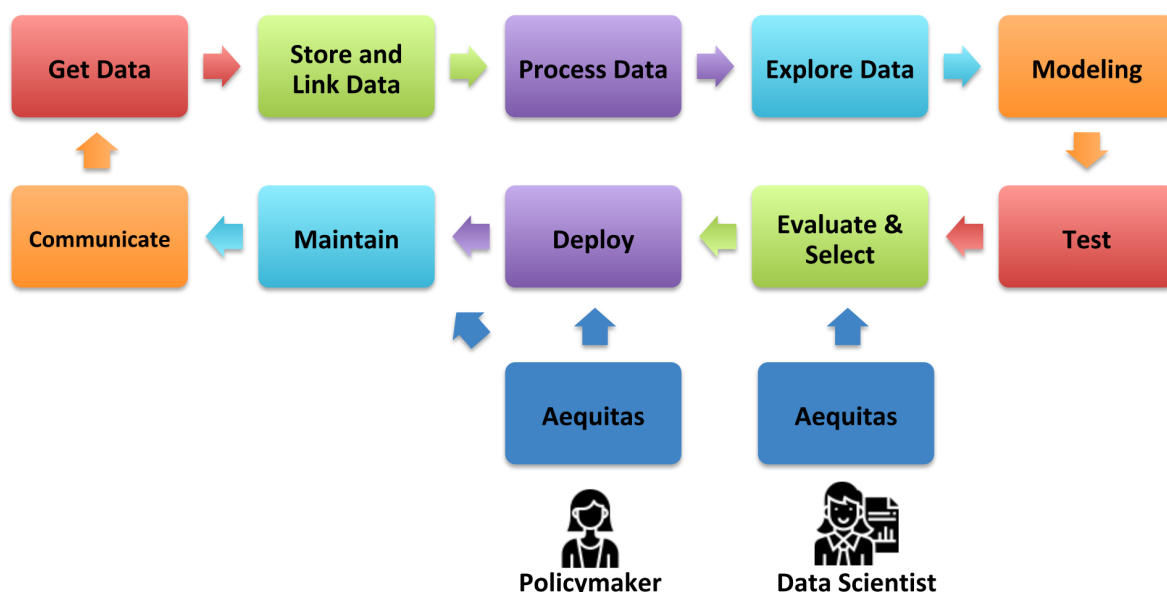 Get Data
Store and
Link Data
Process Data
Explore Data
Modeling
Communicate
Maintain
Deploy
Evaluate &
Select
Test
Aequitas
Aequitas
Policymaker
Data Scientist